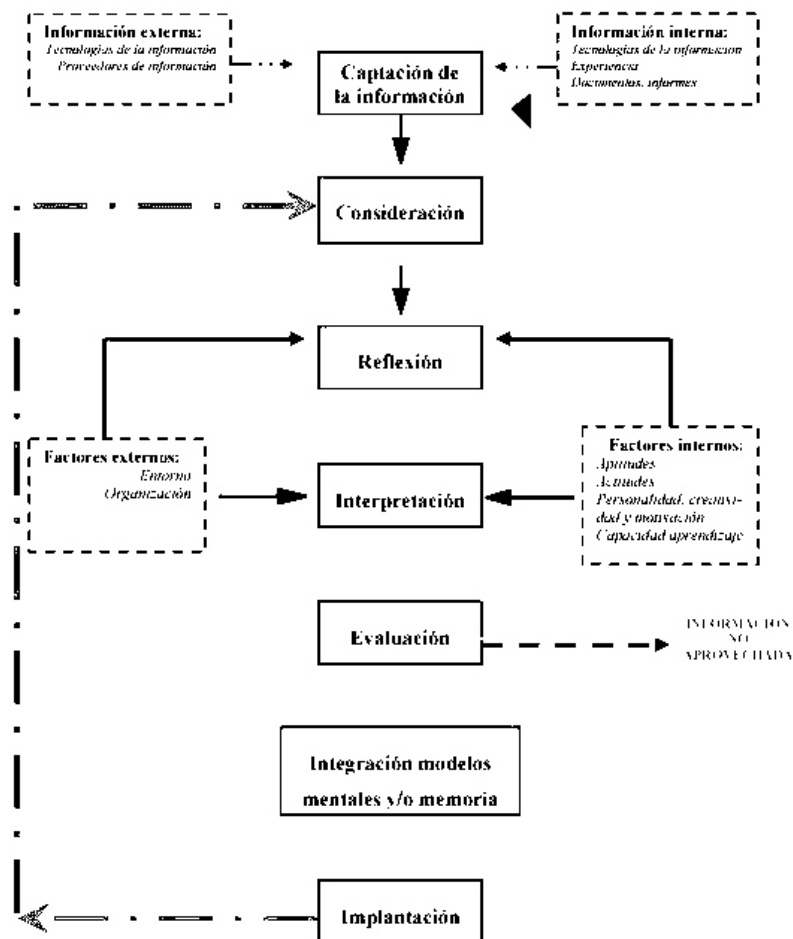 Información externa:
Tecnologías de la información
Proveedores de información
Captación de
la información
Información interna:
Tecnologías de la información
Experiencia
Documentos, informes
Consideración
Reflexión
Factores externos:
Entorno
Organización
Interpretación
Factores internos:
Aptitudes
Actitudes
Personalidad, creativi-
dad y motivación
Capacidad aprendizaje
Evaluación
INFORMACION
NO
APROVECHADA
Integración modelos
mentales y/o memoria
Implantación